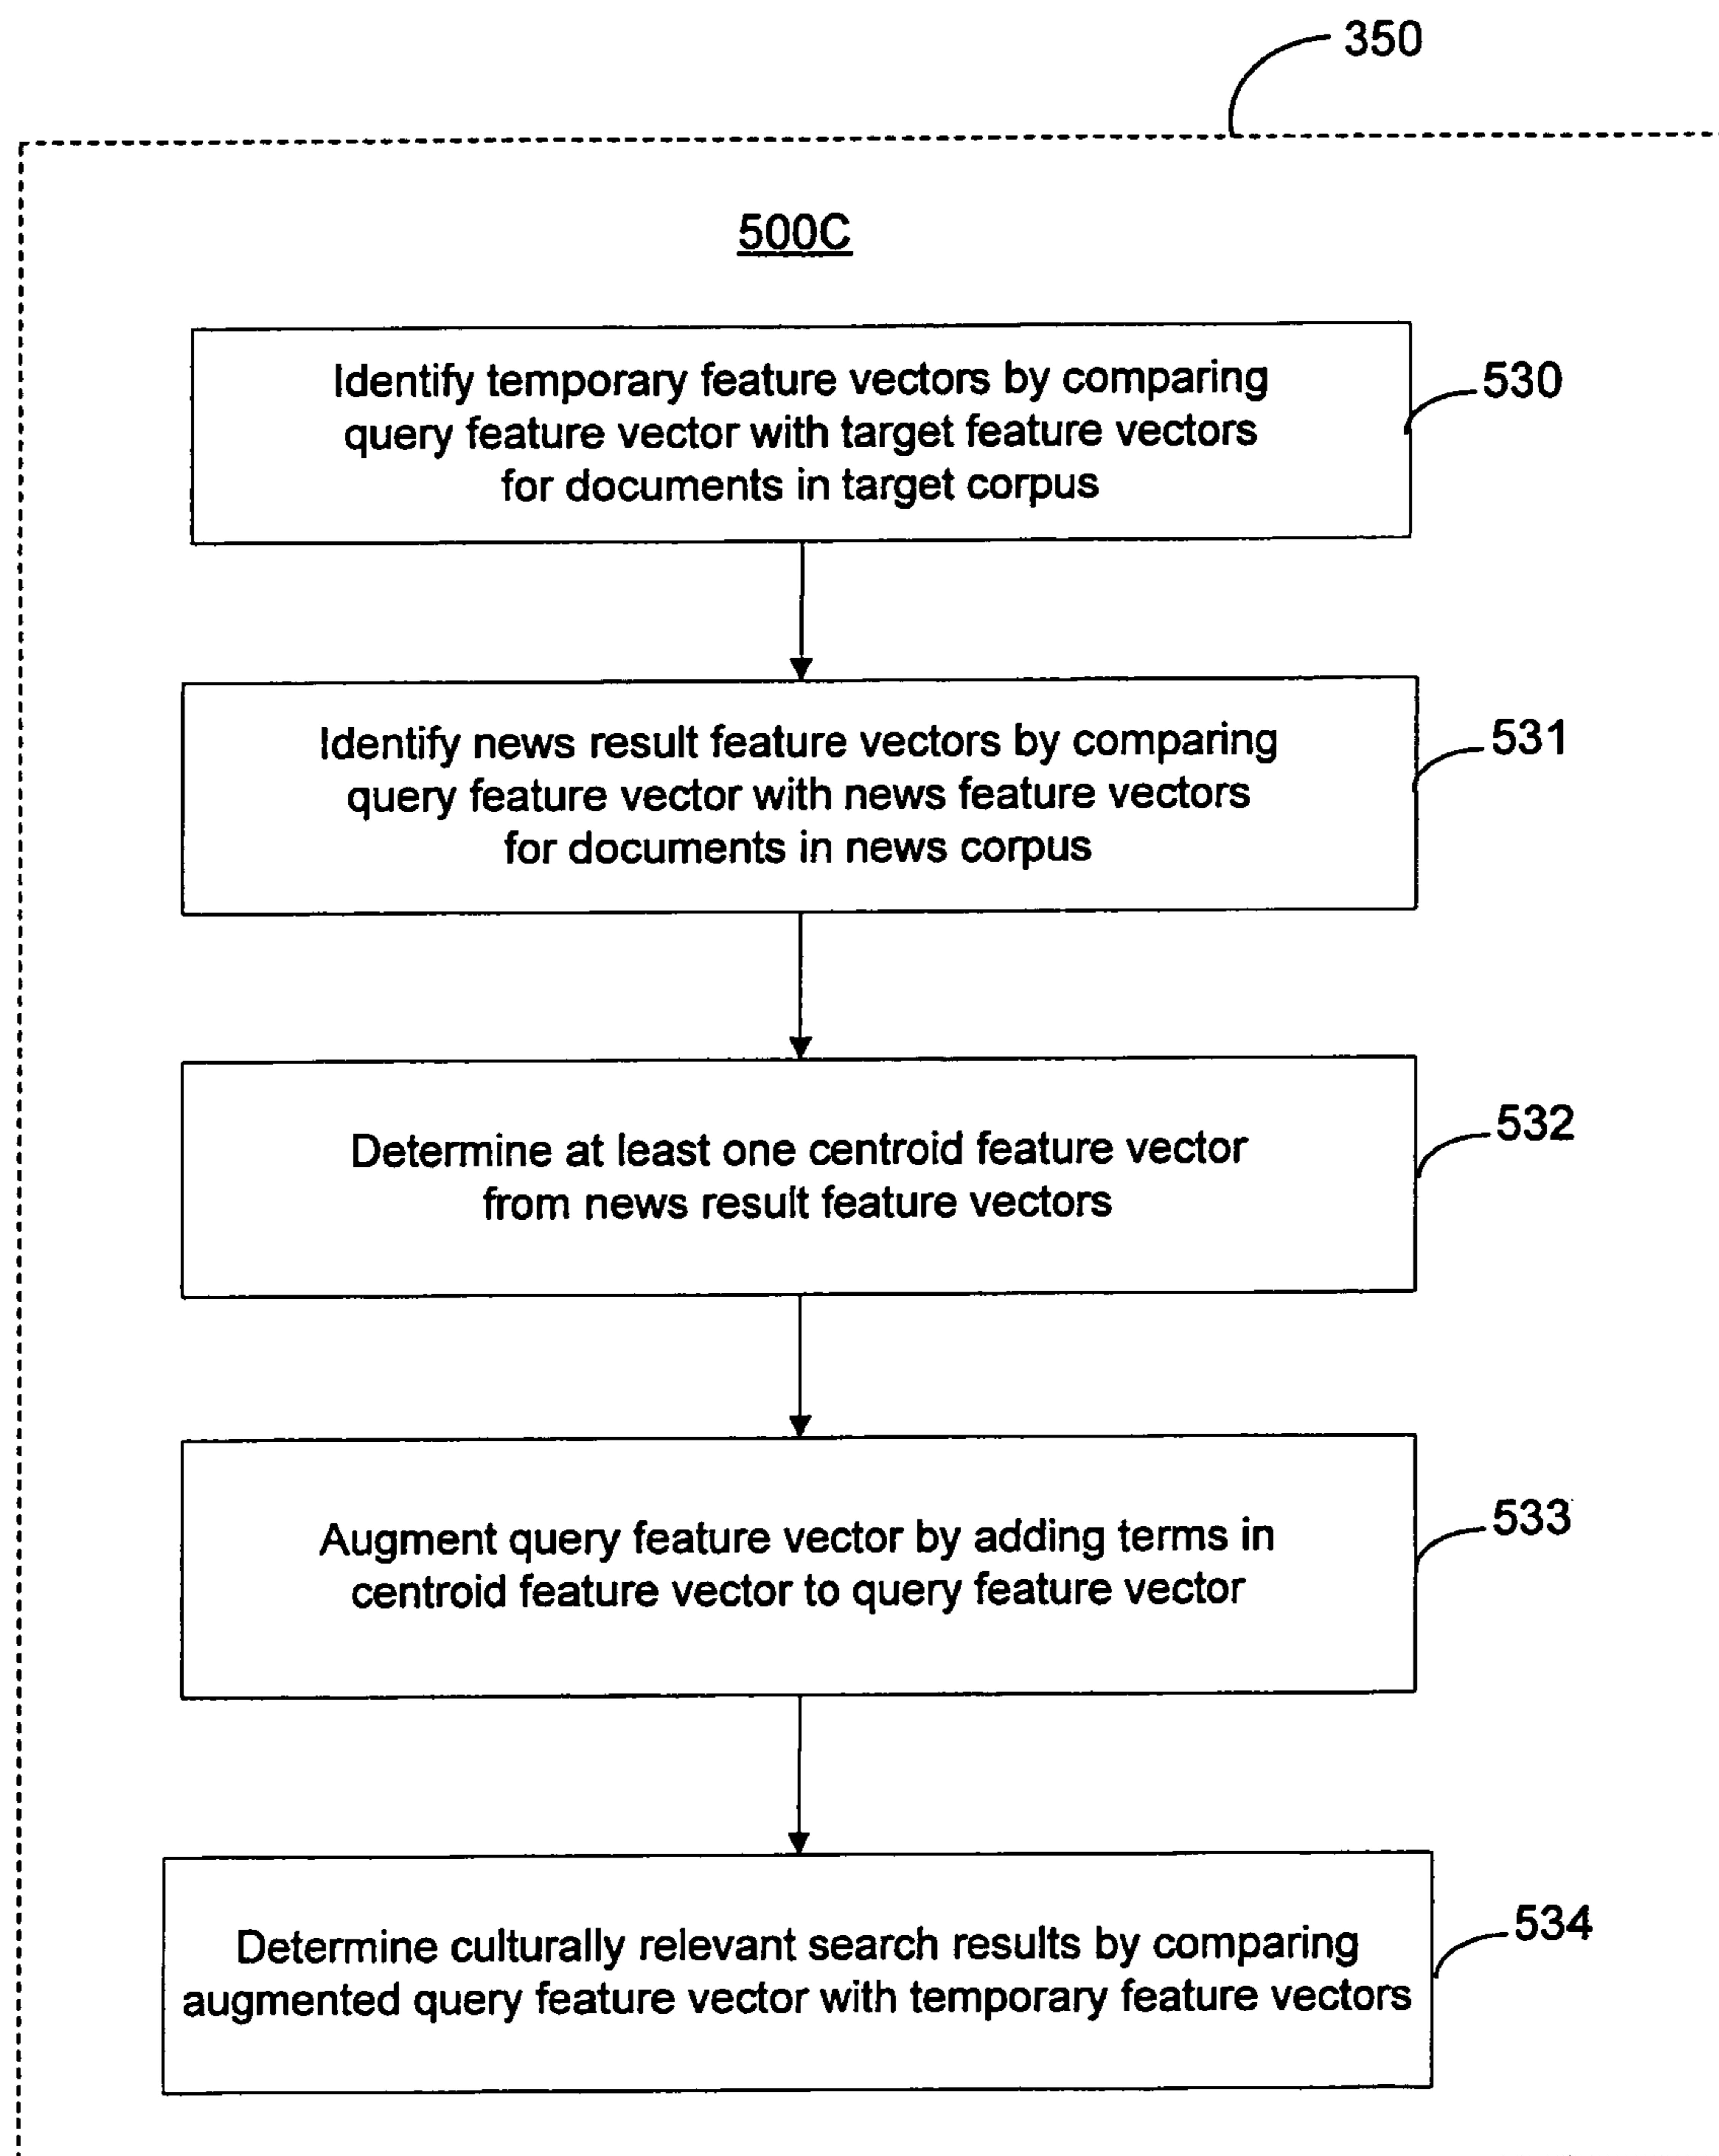 350
500C
Identify temporary feature vectors by comparing
query feature vector with target feature vectors
for documents in target corpus
530
Identify news result feature vectors by comparing
query feature vector with news feature vectors
for documents in news corpus
531
Determine at least one centroid feature vector
from news result feature vectors
532
Augment query feature vector by adding terms in
centroid feature vector to query feature vector
533
Determine culturally relevant search results by comparing
augmented query feature vector with temporary feature vectors
534